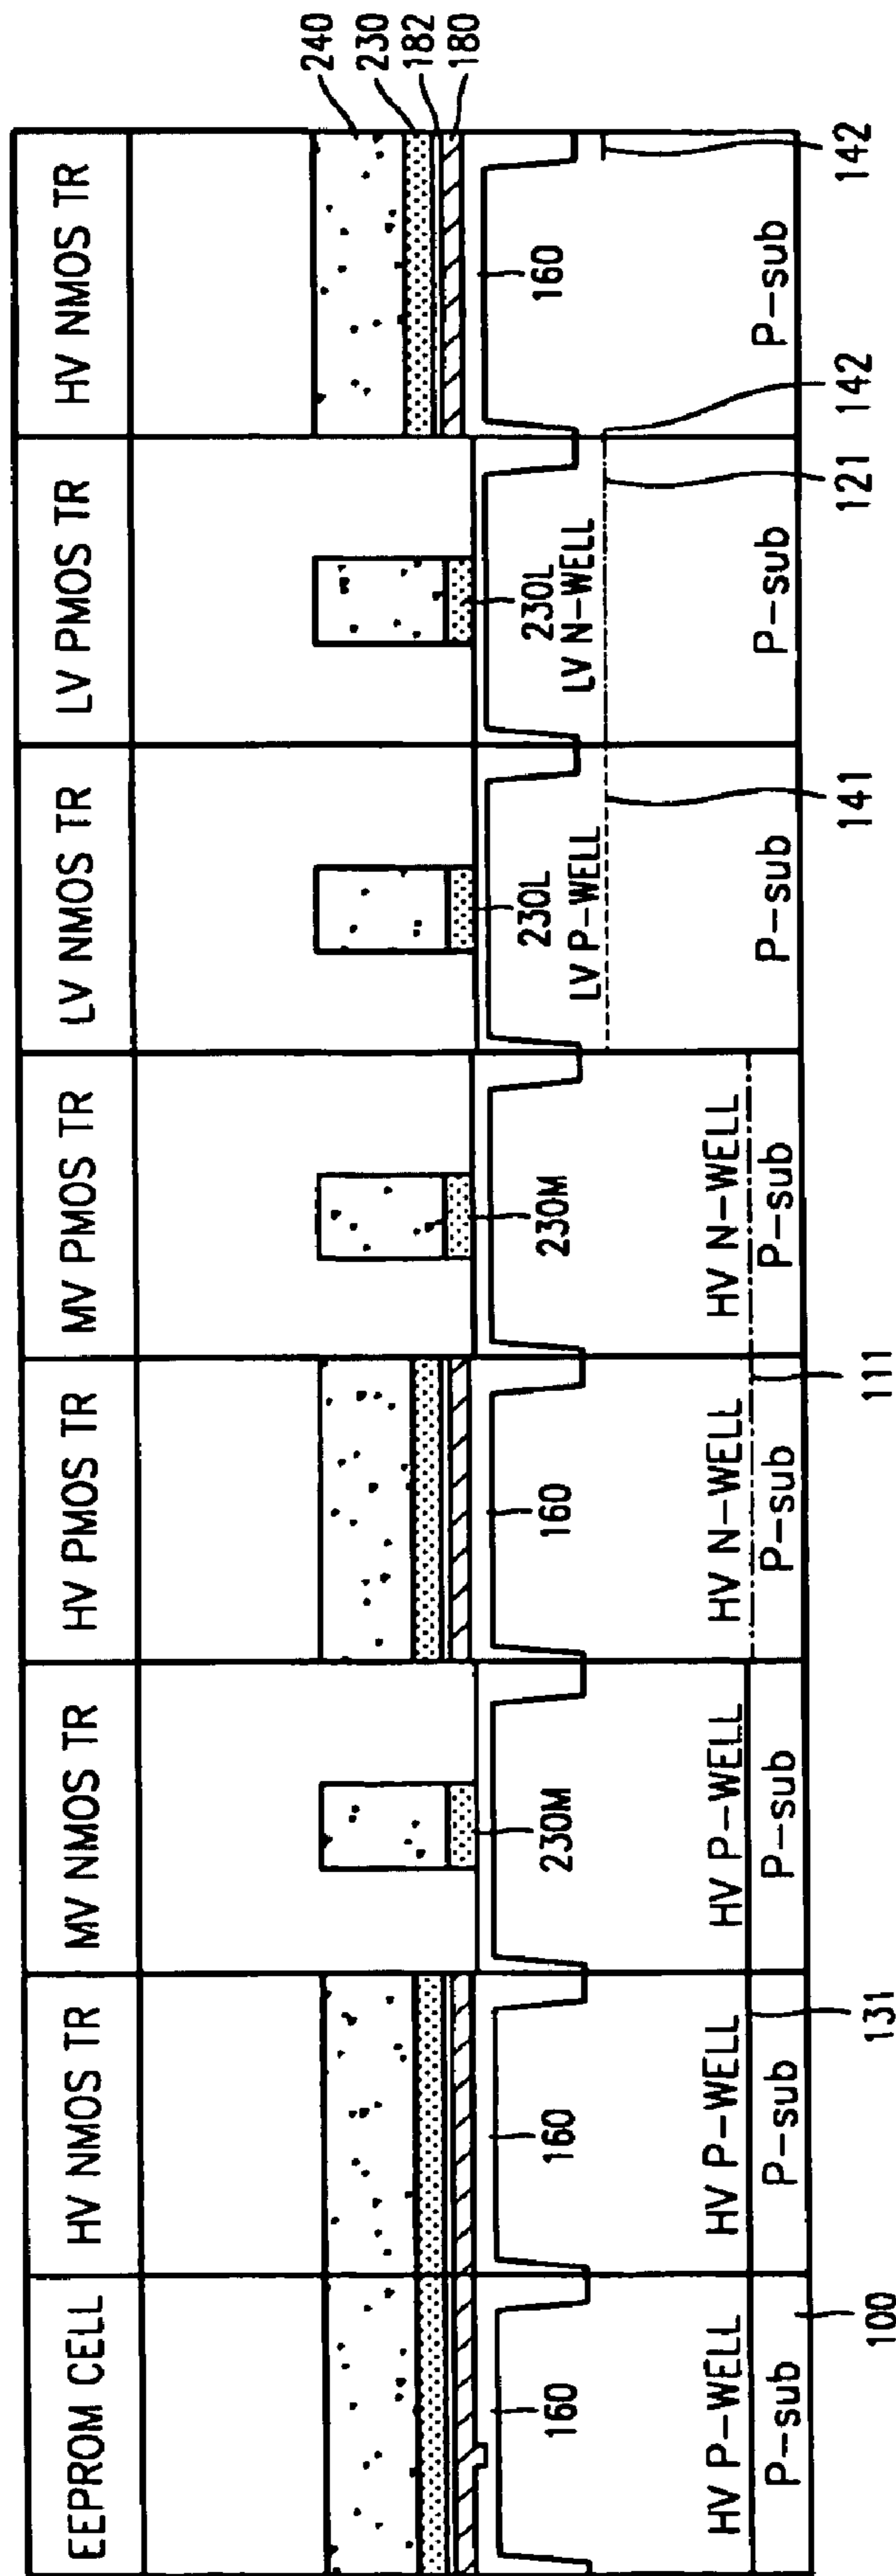 EEPROM CELL
HV NMOS TR
MV NMOS TR
HV PMOS TR
MV PMOS TR
LV NMOS TR
LV PMOS TR
HV NMOS TR
240
230
182
180
160
160
230M
160
230M
230L
230L
160
LV P-WELL
LV N-WELL
HV P-WELL
HV P-WELL
HV P-WELL
HV N-WELL
HV N-WELL
P-sub
P-sub
P-sub
P-sub
P-sub
P-sub
P-sub
P-sub
100
131
111
141
121
142
142